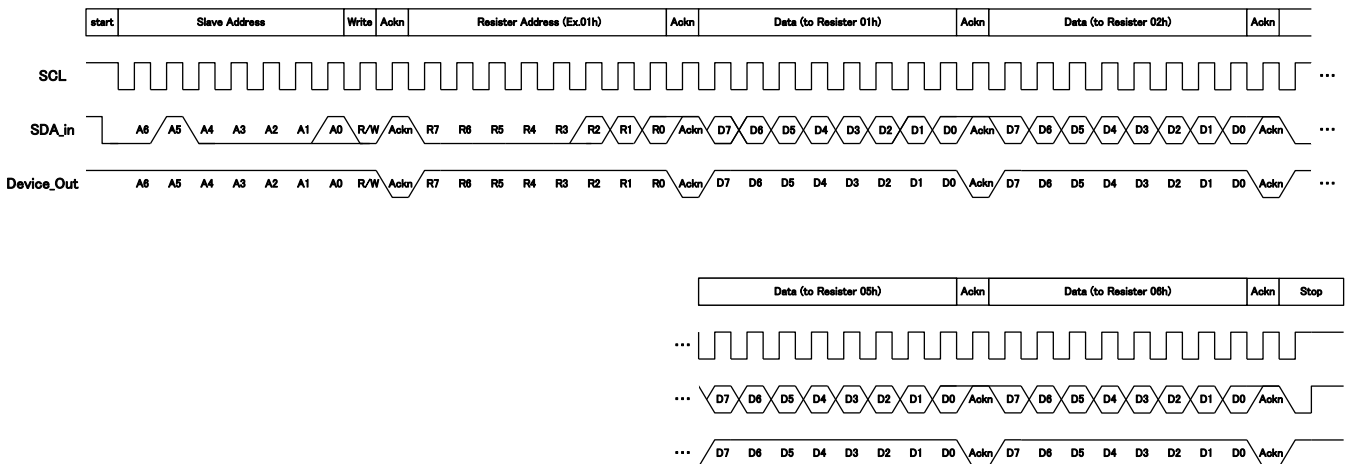 start Slave Address Write Ackn Resister Address (Ex.01h) Ackn Data (to Resister 01h) Ackn Data (to Resister 02h) Ackn
SCL ...
SDA_in A6 A5 A4 A3 A2 A1 A0 R/W Ackn R7 R6 R5 R4 R3 R2 R1 R0 Ackn D7 D6 D5 D4 D3 D2 D1 D0 Ackn D7 D6 D5 D4 D3 D2 D1 D0 Ackn ...
Device_Out A6 A5 A4 A3 A2 A1 A0 R/W Ackn R7 R6 R5 R4 R3 R2 R1 R0 Ackn D7 D6 D5 D4 D3 D2 D1 D0 Ackn D7 D6 D5 D4 D3 D2 D1 D0 Ackn ...
Data (to Resister 05h) Ackn Data (to Resister 06h) Ackn Stop
...
... D7 D6 D5 D4 D3 D2 D1 D0 Ackn D7 D6 D5 D4 D3 D2 D1 D0 Ackn
... D7 D6 D5 D4 D3 D2 D1 D0 Ackn D7 D6 D5 D4 D3 D2 D1 D0 Ackn